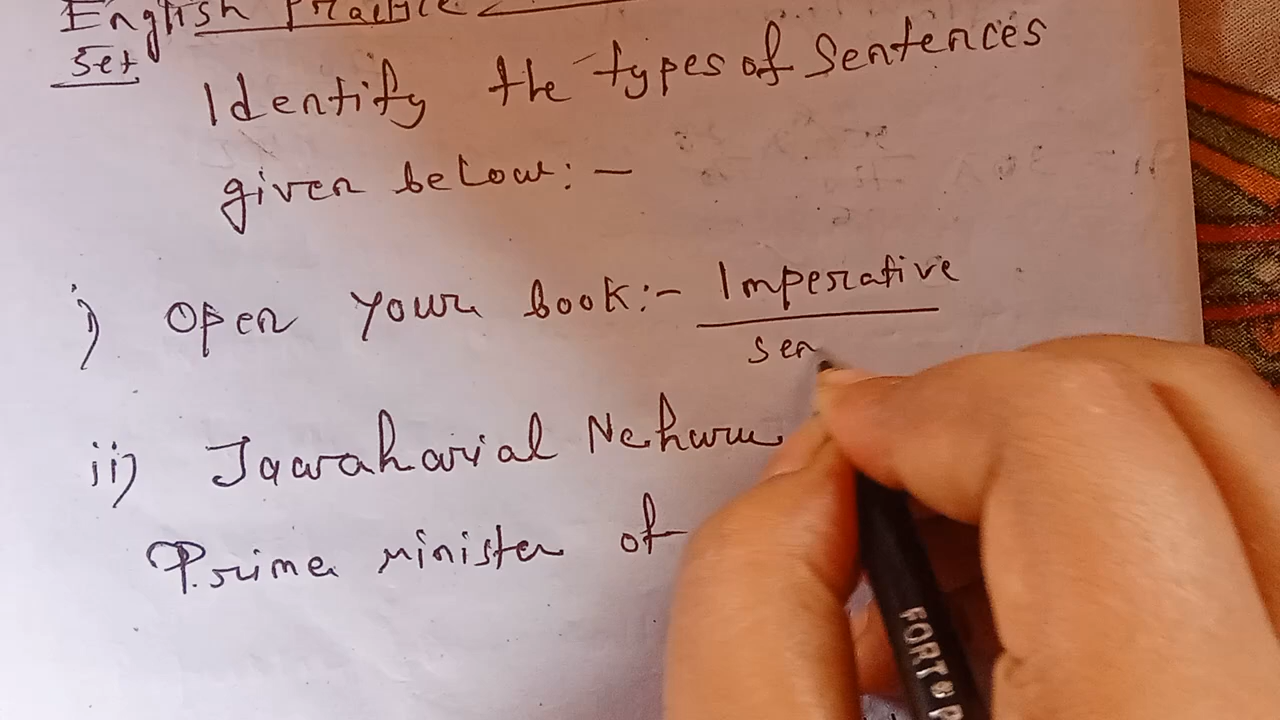 English Practice
Set
Identify the types of Sentences
given below:-
i) Open your book:- Imperative
sen
ii) Jawaharlal Nehru
Prime minister of
FORT